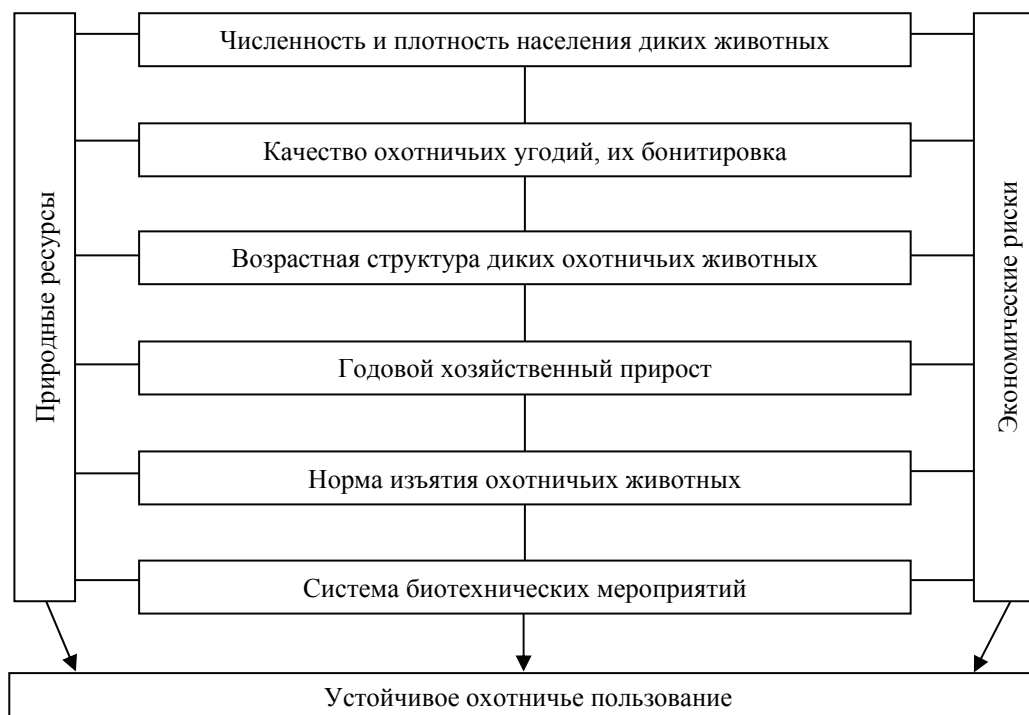 Численность и плотность населения диких животных
Качество охотничьих угодий, их бонитировка
Возрастная структура диких охотничьих животных
Годовой хозяйственный прирост
Норма изъятия охотничьих животных
Система биотехнических мероприятий
Природные ресурсы
Экономические риски
Устойчивое охотничье пользование